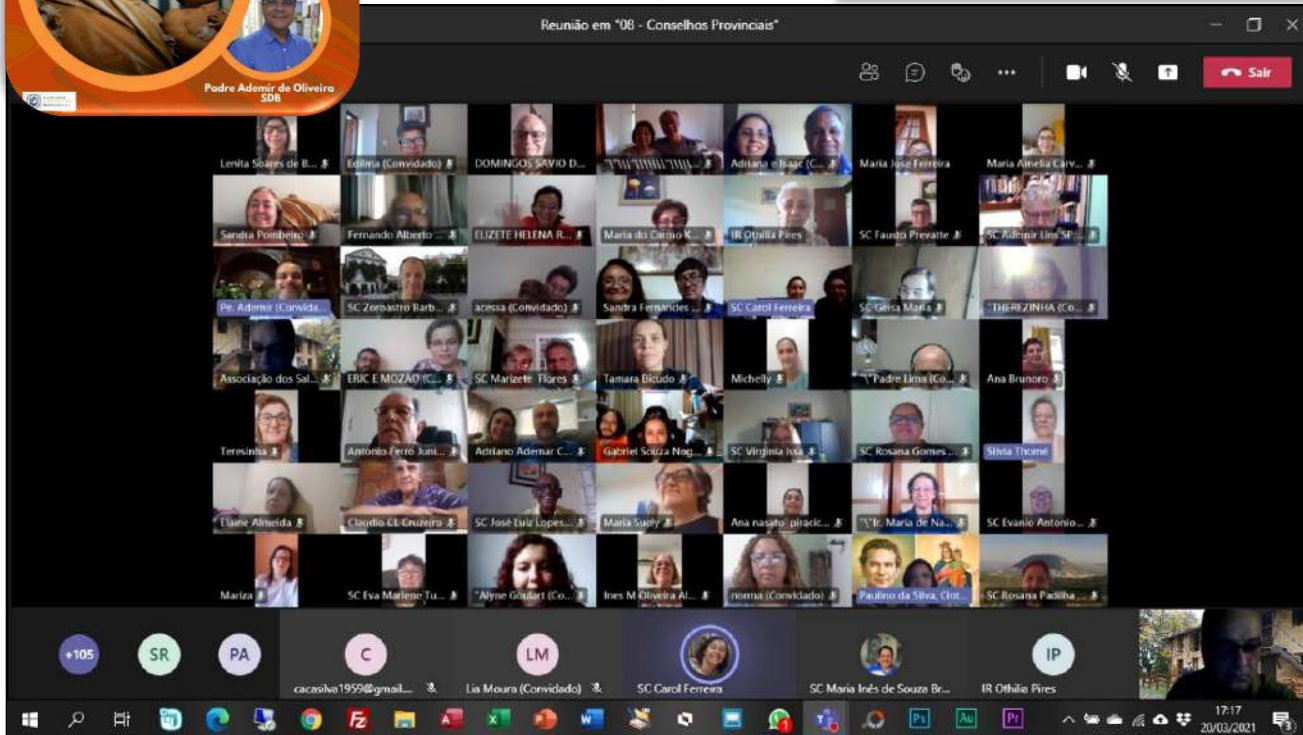 Padre Ademir de Oliveira
SDB
Reunião em "08 - Conselhos Provinciais"
Sair
Lenita Soares de B...
Edilma (Convidado)
DOMINGOS SAVIO D...
Adriana e Isaac (C...
Maria Jose Ferreira
Maria Amelia Carv...
Sandra Pombeiro
Fernando Alberto ...
ELIZETE HELENA R...
Maria do Carmo K...
IR Othilia Pires
SC Fausto Prevatte
SC Ademir Lins SP...
Pe. Ademir (Convida...
SC Zoroastro Barb...
acessa (Convidado)
Sandra Fernandes ...
SC Carol Ferreira
SC Geisa Maria
"THEREZINHA (Co...
Associação dos Sal...
ERIC E MOZÃO (C...
SC Marizete Flores
Tamara Bicudo
Michelly
"\"Padre Lima (Co...
Ana Brunoro
Teresinha
Antonio Ferro Juni...
Adriano Ademar C...
Gabriel Souza Nog...
SC Virginia Issa
SC Rosana Gomes ...
Silvia Thomé
Elaine Almeida
Claudio CL Cruzeiro
SC José Luiz Lopes...
Maria Suely
Ana nasato piracic...
"\"Ir. Maria de Na...
SC Evanio Antonio...
Mariza
SC Eva Marlene Tu...
"Alyne Goulart (Co...
Ines M Oliveira Al...
norma (Convidado)
Paulino da Silva, Cint...
SC Rosana Padilha ...
+105
SR
PA
C
LM
IP
cacasilva1959@gmail....
Lia Moura (Convidado)
SC Carol Ferreira
SC Maria Inês de Souza Br...
IR Othilia Pires
17:17
20/03/2021